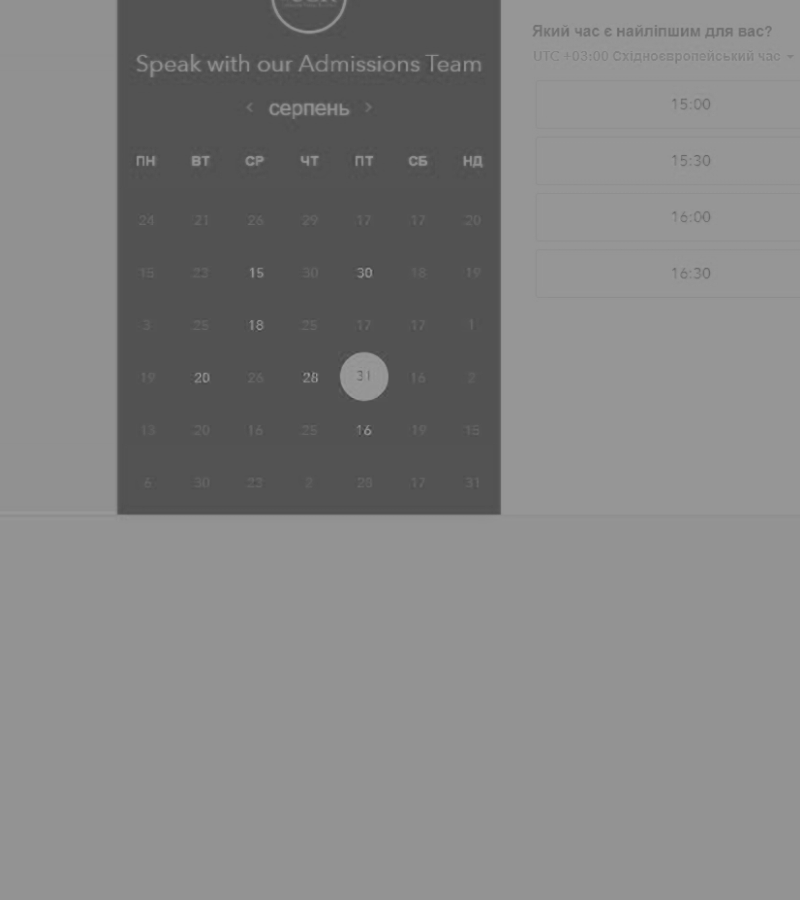 Speak with our Admissions Team
< серпень >
ПН ВТ СР ЧТ ПТ СБ НД
24 21 26 29 17 17 20
15 23 15 30 30 18 19
3 25 18 25 17 17 1
19 20 26 28 31 16 2
13 20 16 25 16 19 15
6 30 23 2 28 17 31
Який час є найліпшим для вас?
UTC +03:00 Східноєвропейський час
15:00
15:30
16:00
16:30